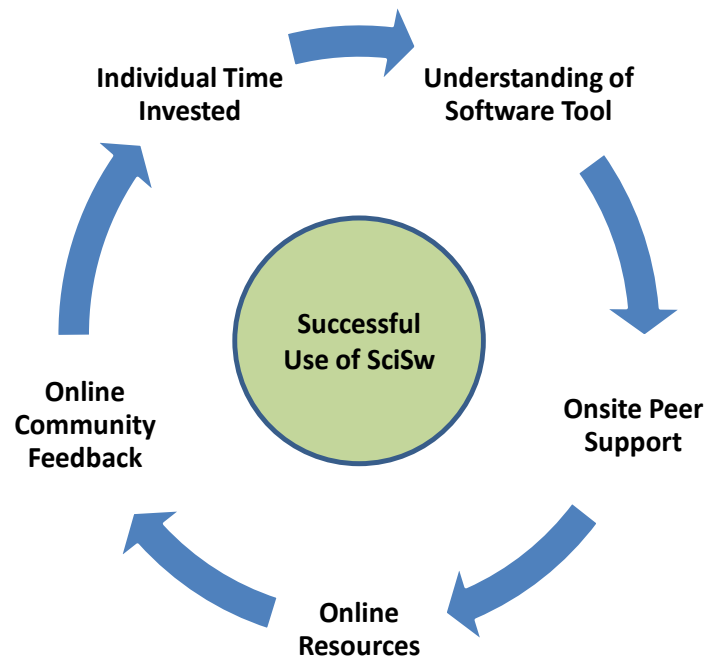 Individual Time
Invested
Understanding of
Software Tool
Successful
Use of SciSw
Onsite Peer
Support
Online
Resources
Online
Community
Feedback